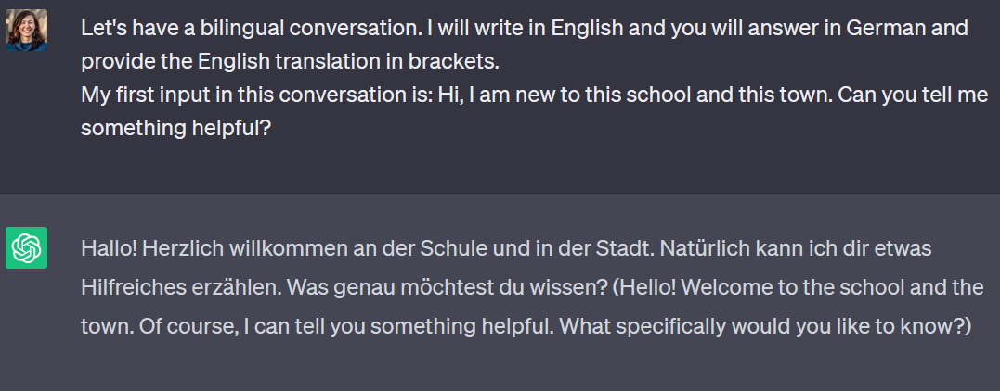 Let's have a bilingual conversation. I will write in English and you will answer in German and
provide the English translation in brackets.
My first input in this conversation is: Hi, I am new to this school and this town. Can you tell me
something helpful?
Hallo! Herzlich willkommen an der Schule und in der Stadt. Natürlich kann ich dir etwas
Hilfreiches erzählen. Was genau möchtest du wissen? (Hello! Welcome to the school and the
town. Of course, I can tell you something helpful. What specifically would you like to know?)